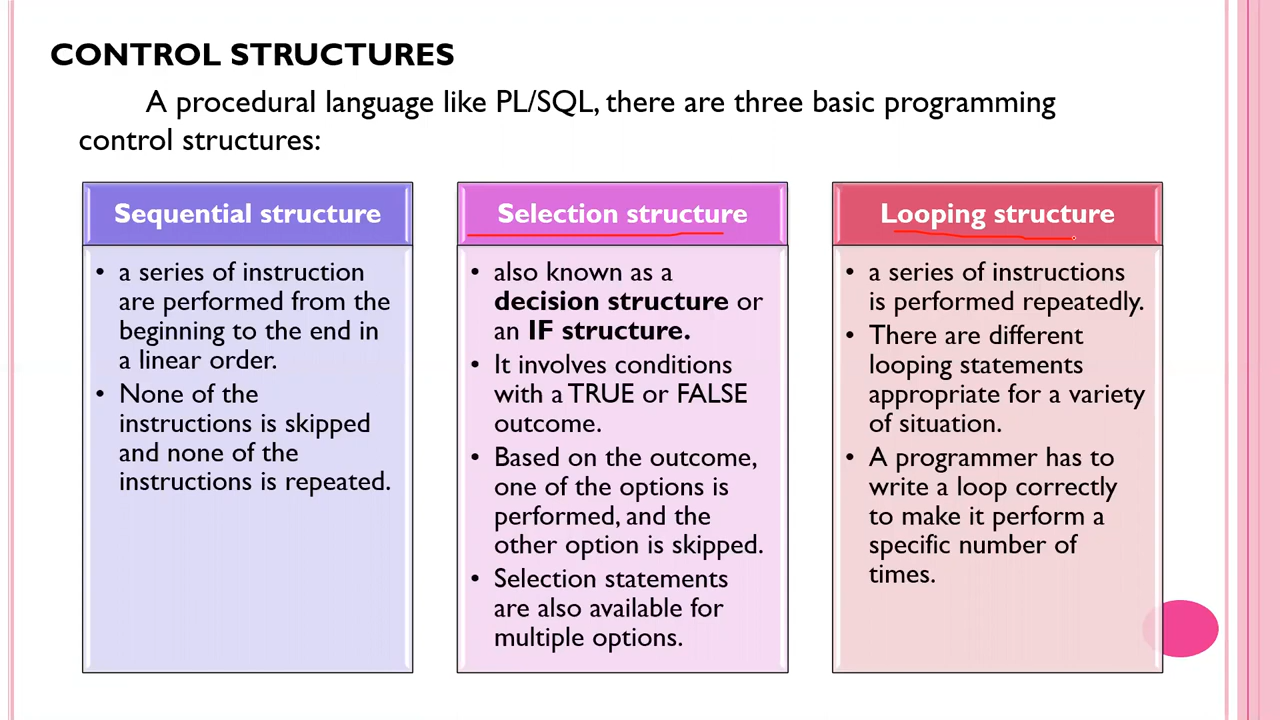 CONTROL STRUCTURES
A procedural language like PL/SQL, there are three basic programming
control structures:
Sequential structure
• a series of instruction
are performed from the
beginning to the end in
a linear order.
• None of the
instructions is skipped
and none of the
instructions is repeated.
Selection structure
• also known as a
decision structure or
an IF structure.
• It involves conditions
with a TRUE or FALSE
outcome.
• Based on the outcome,
one of the options is
performed, and the
other option is skipped.
• Selection statements
are also available for
multiple options.
Looping structure
• a series of instructions
is performed repeatedly.
• There are different
looping statements
appropriate for a variety
of situation.
• A programmer has to
write a loop correctly
to make it perform a
specific number of
times.